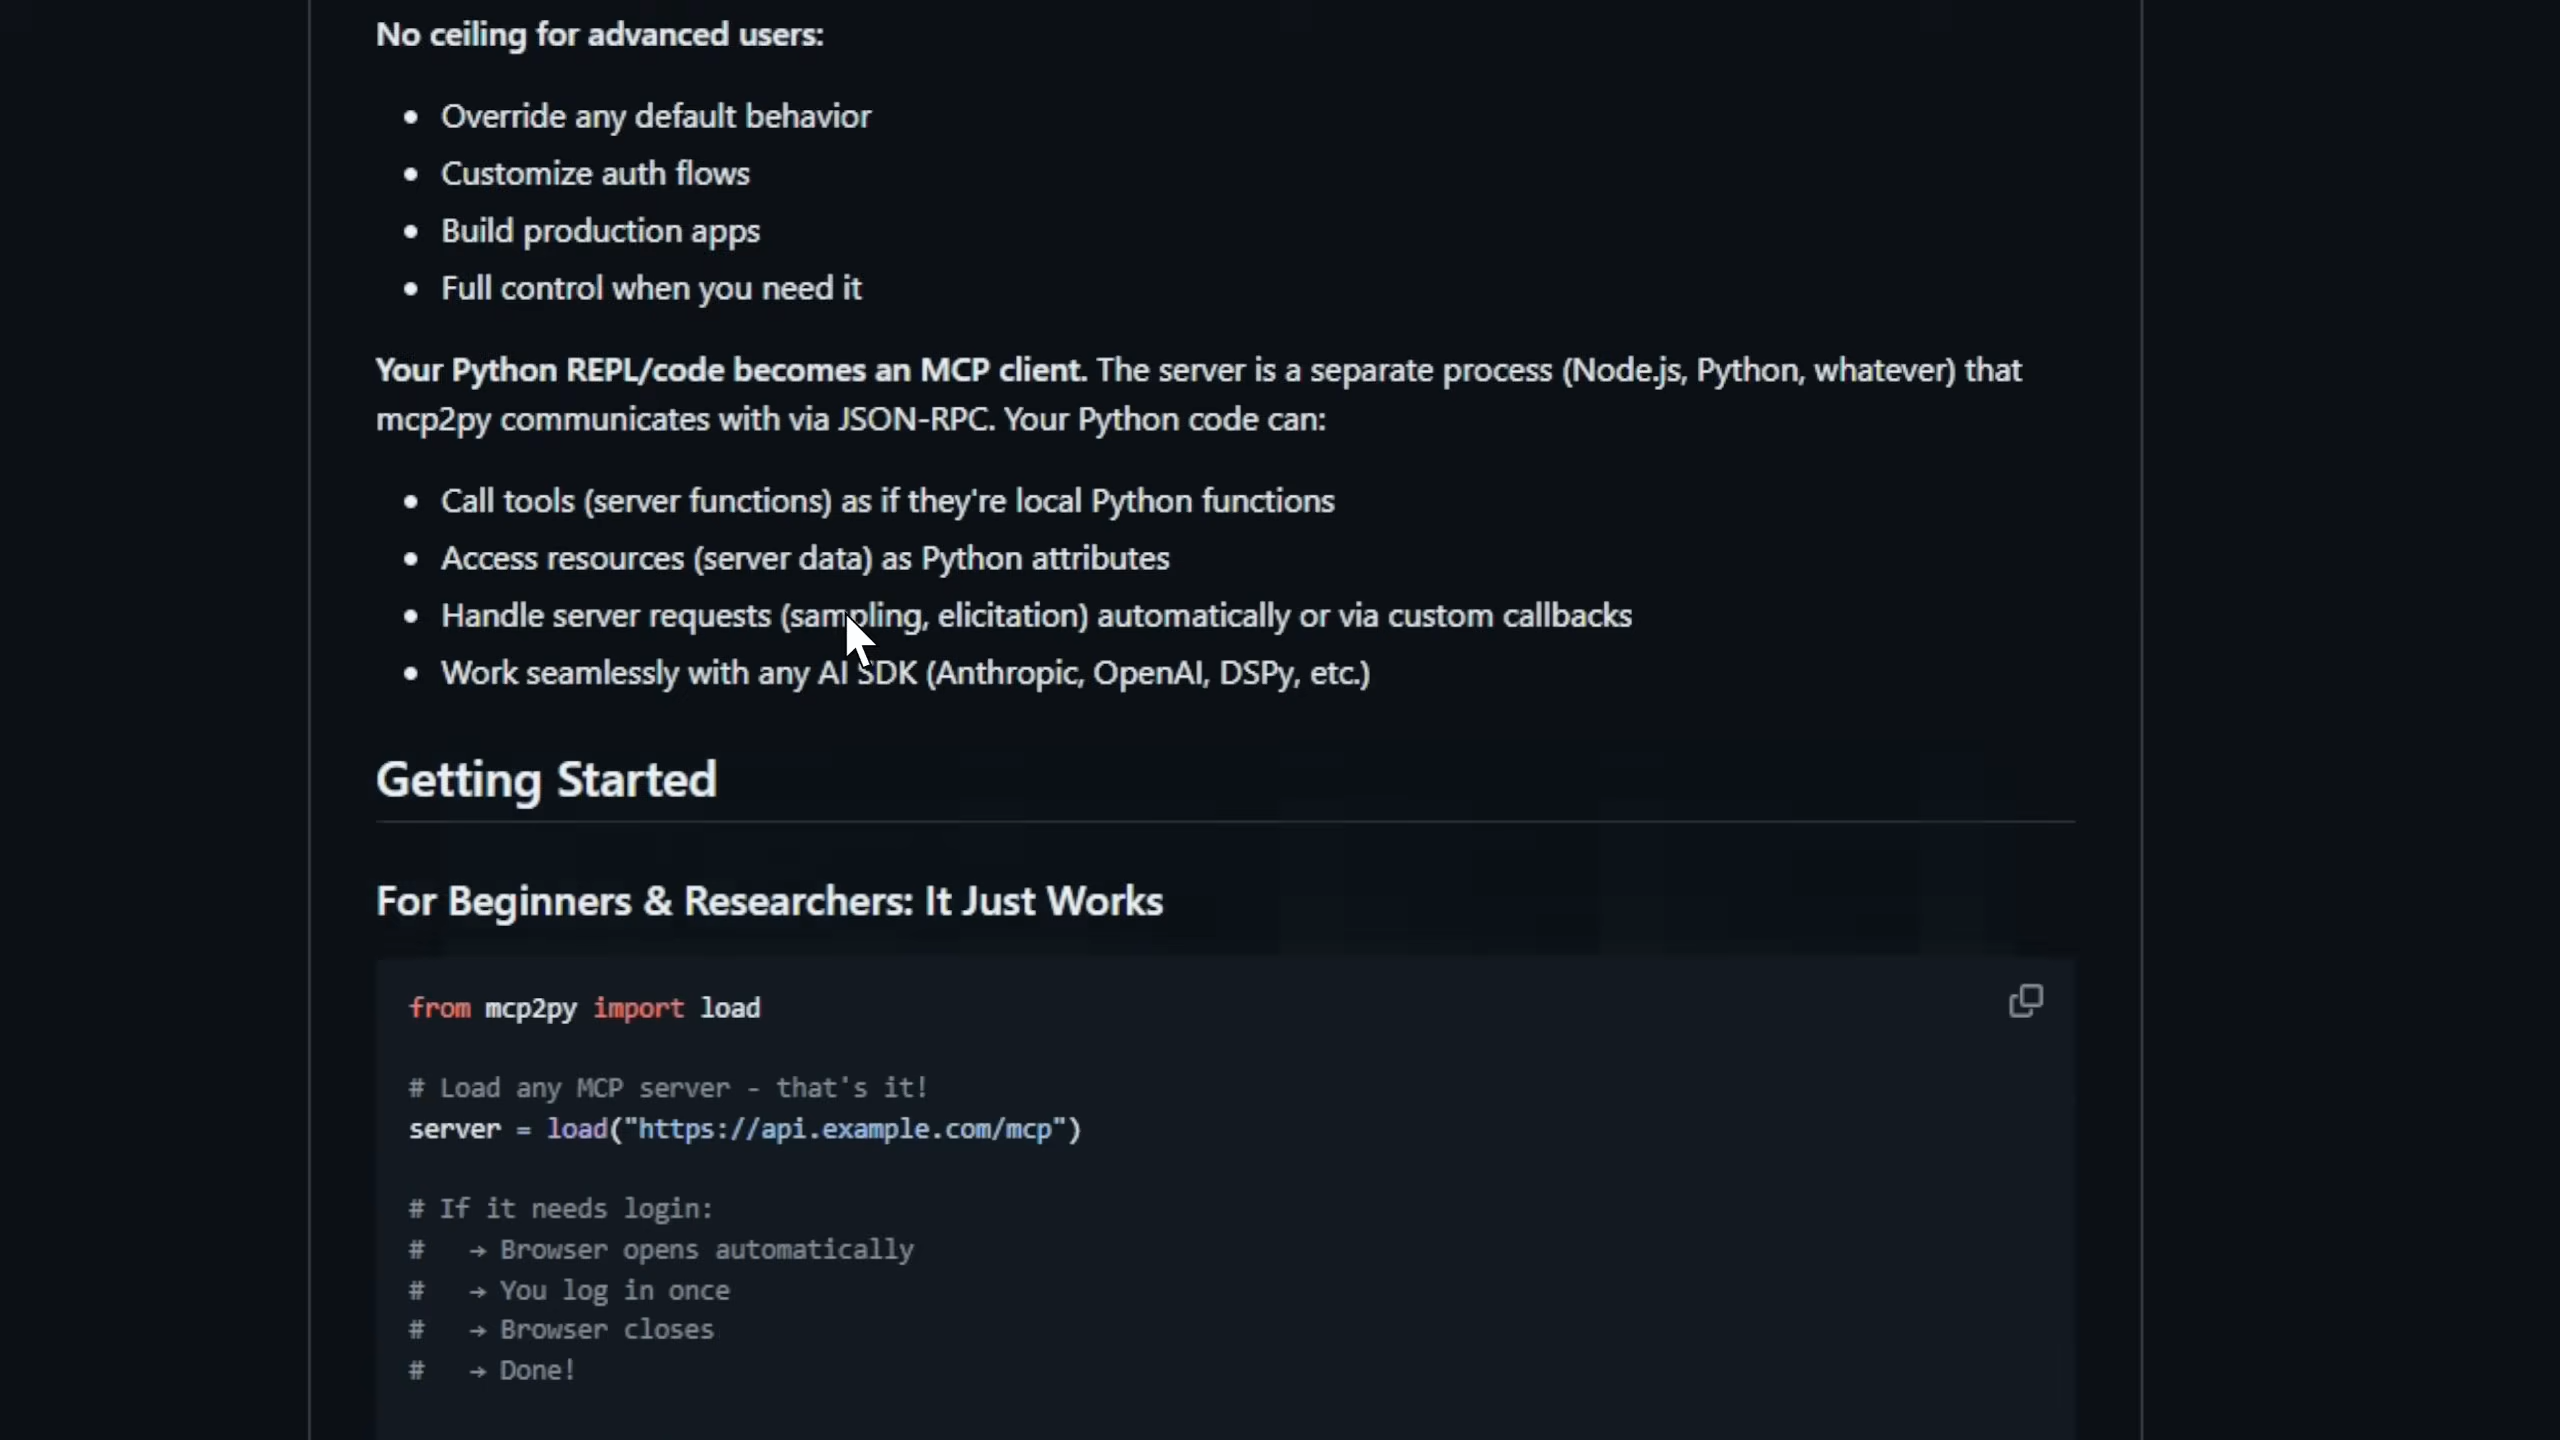 No ceiling for advanced users:
• Override any default behavior
• Customize auth flows
• Build production apps
• Full control when you need it
Your Python REPL/code becomes an MCP client. The server is a separate process (Node.js, Python, whatever) that
mcp2py communicates with via JSON-RPC. Your Python code can:
• Call tools (server functions) as if they're local Python functions
• Access resources (server data) as Python attributes
• Handle server requests (sampling, elicitation) automatically or via custom callbacks
• Work seamlessly with any AI SDK (Anthropic, OpenAI, DSPy, etc.)
Getting Started
For Beginners & Researchers: It Just Works
from mcp2py import load
# Load any MCP server - that's it!
server = load("https://api.example.com/mcp")
# If it needs login:
#   → Browser opens automatically
#   → You log in once
#   → Browser closes
#   → Done!